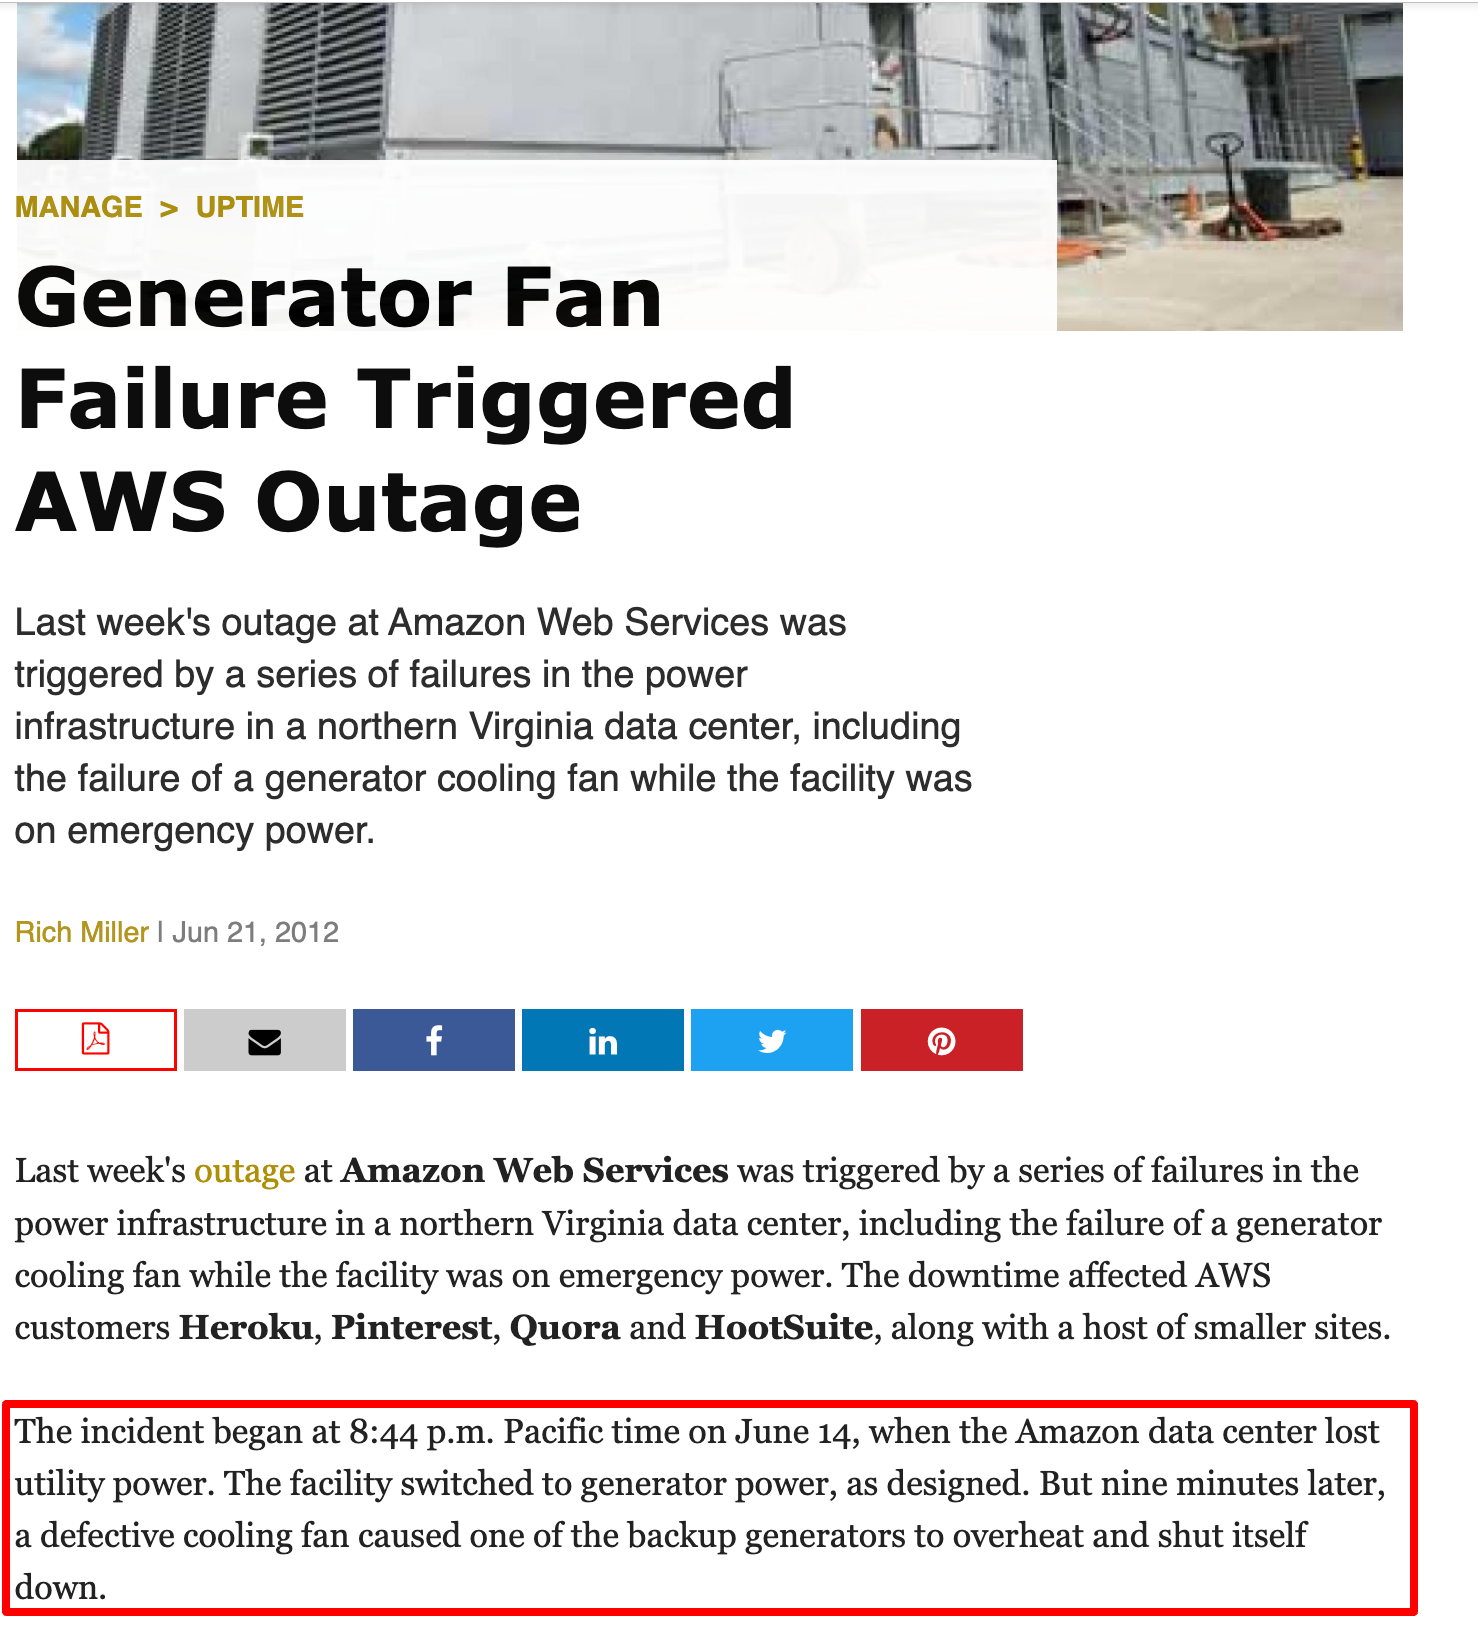 MANAGE > UPTIME
Generator Fan
Failure Triggered
AWS Outage
Last week's outage at Amazon Web Services was
triggered by a series of failures in the power
infrastructure in a northern Virginia data center, including
the failure of a generator cooling fan while the facility was
on emergency power.
Rich Miller | Jun 21, 2012
f in
Last week's outage at Amazon Web Services was triggered by a series of failures in the
power infrastructure in a northern Virginia data center, including the failure of a generator
cooling fan while the facility was on emergency power. The downtime affected AWS
customers Heroku, Pinterest, Quora and HootSuite, along with a host of smaller sites.
The incident began at 8:44 p.m. Pacific time on June 14, when the Amazon data center lost
utility power. The facility switched to generator power, as designed. But nine minutes later,
a defective cooling fan caused one of the backup generators to overheat and shut itself
down.